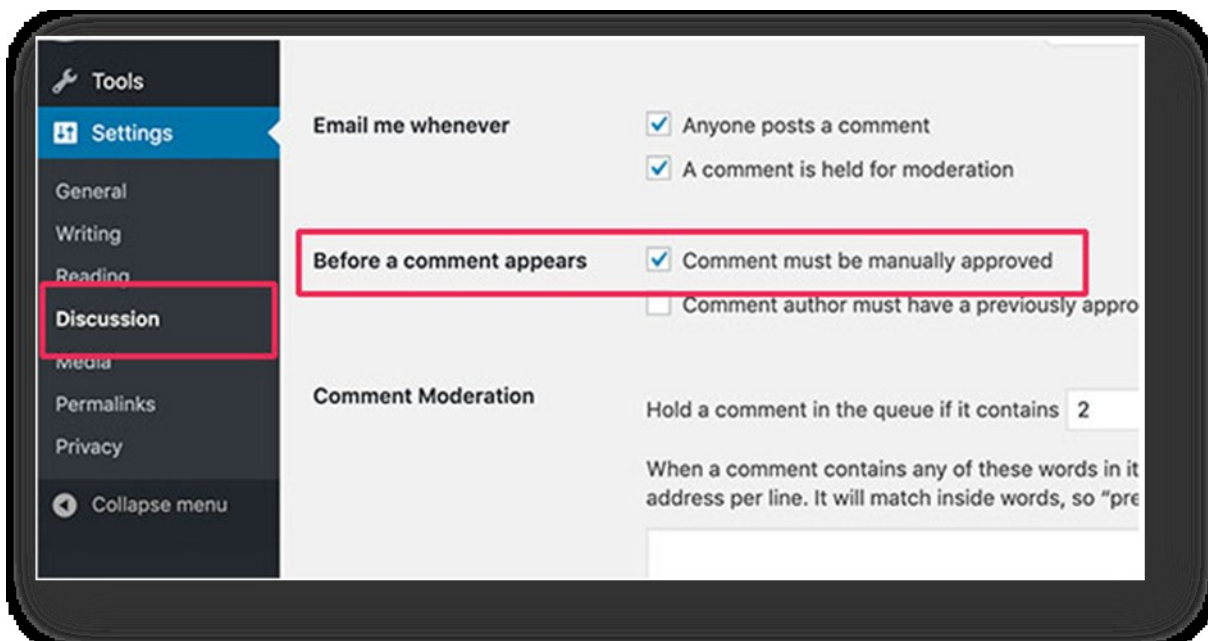 Tools
Settings
General
Writing
Reading
Discussion
Media
Permalinks
Privacy
Collapse menu
Email me whenever
Anyone posts a comment
A comment is held for moderation
Before a comment appears
Comment must be manually approved
Comment author must have a previously appro
Comment Moderation
Hold a comment in the queue if it contains 2
When a comment contains any of these words in it
address per line. It will match inside words, so “pre